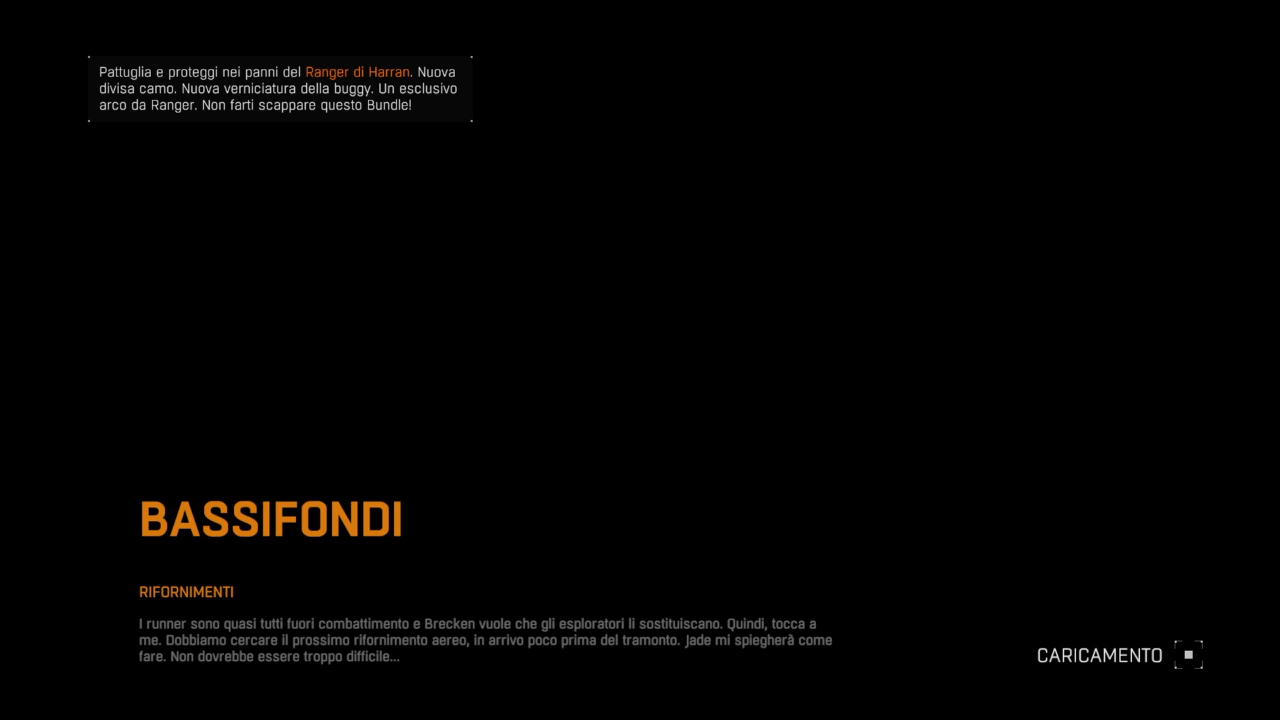 Pattuglia e proteggi nei panni del Ranger di Harran. Nuova
divisa camo. Nuova verniciatura della buggy. Un esclusivo
arco da Ranger. Non farti scappare questo Bundle!
BASSIFONDI
RIFORNIMENTI
I runner sono quasi tutti fuori combattimento e Brecken vuole che gli esploratori li sostituiscano. Quindi, tocca a
me. Dobbiamo cercare il prossimo rifornimento aereo, in arrivo poco prima del tramonto. Jade mi spiegherà come
fare. Non dovrebbe essere troppo difficile...
CARICAMENTO